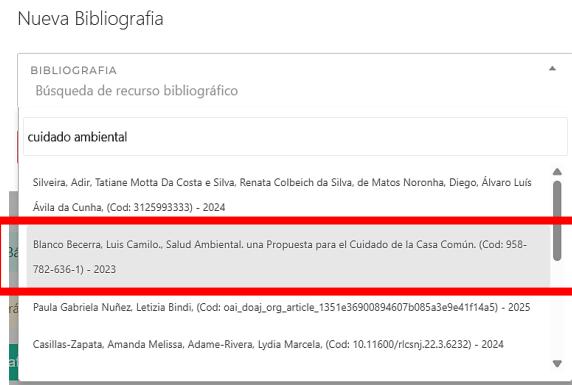 Nueva Bibliografia
BIBLIOGRAFIA
Búsqueda de recurso bibliográfico
cuidado ambiental
Silveira, Adir, Tatiane Motta Da Costa e Silva, Renata Colbeich da Silva, de Matos Noronha, Diego, Álvaro Luís
Ávila da Cunha, (Cod: 3125993333) - 2024
Blanco Becerra, Luis Camilo., Salud Ambiental. una Propuesta para el Cuidado de la Casa Común. (Cod: 958-
782-636-1) - 2023
Paula Gabriela Nuñez, Letizia Bindi, (Cod: oai_doaj_org_article_1351e36900894607b085a3e9e41f14a5) - 2025
Casillas-Zapata, Amanda Melissa, Adame-Rivera, Lydia Marcela, (Cod: 10.11600/rlcsnj.22.3.6232) - 2024